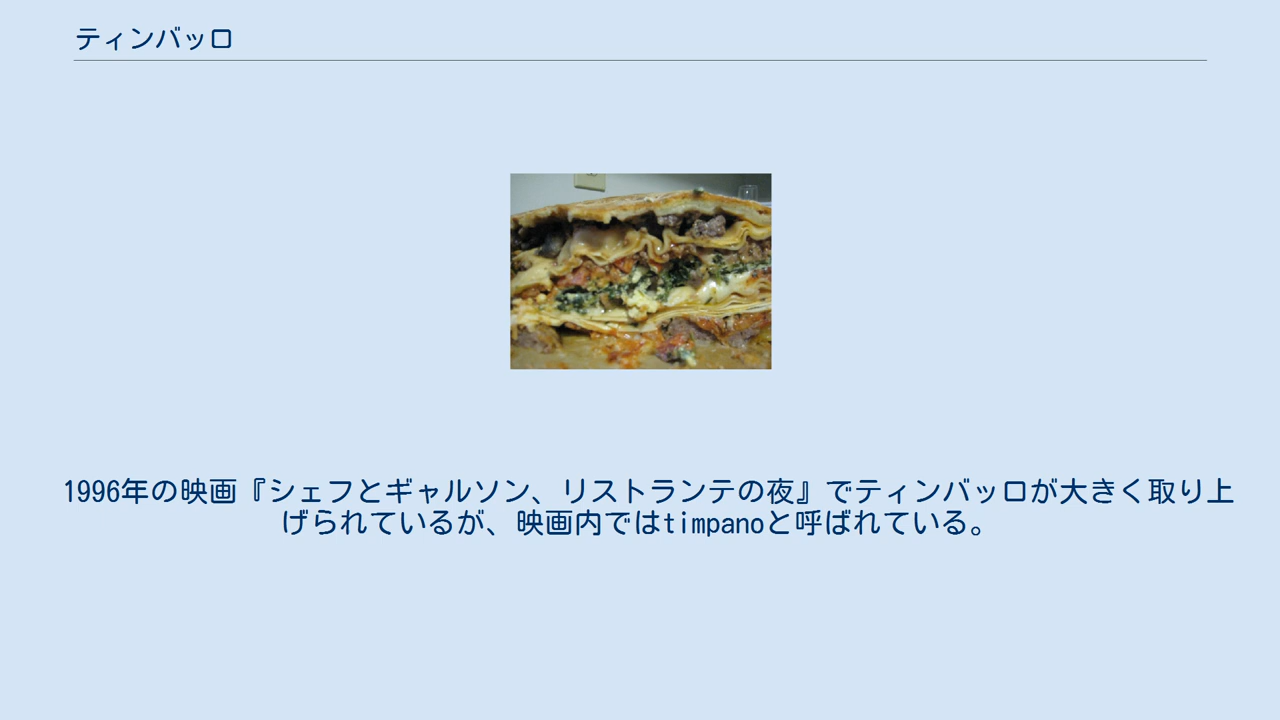 ティンバッロ
1996年の映画『シェフとギャルソン、リストランテの夜』でティンバッロが大きく取り上
げられているが、映画内ではtimpanoと呼ばれている。